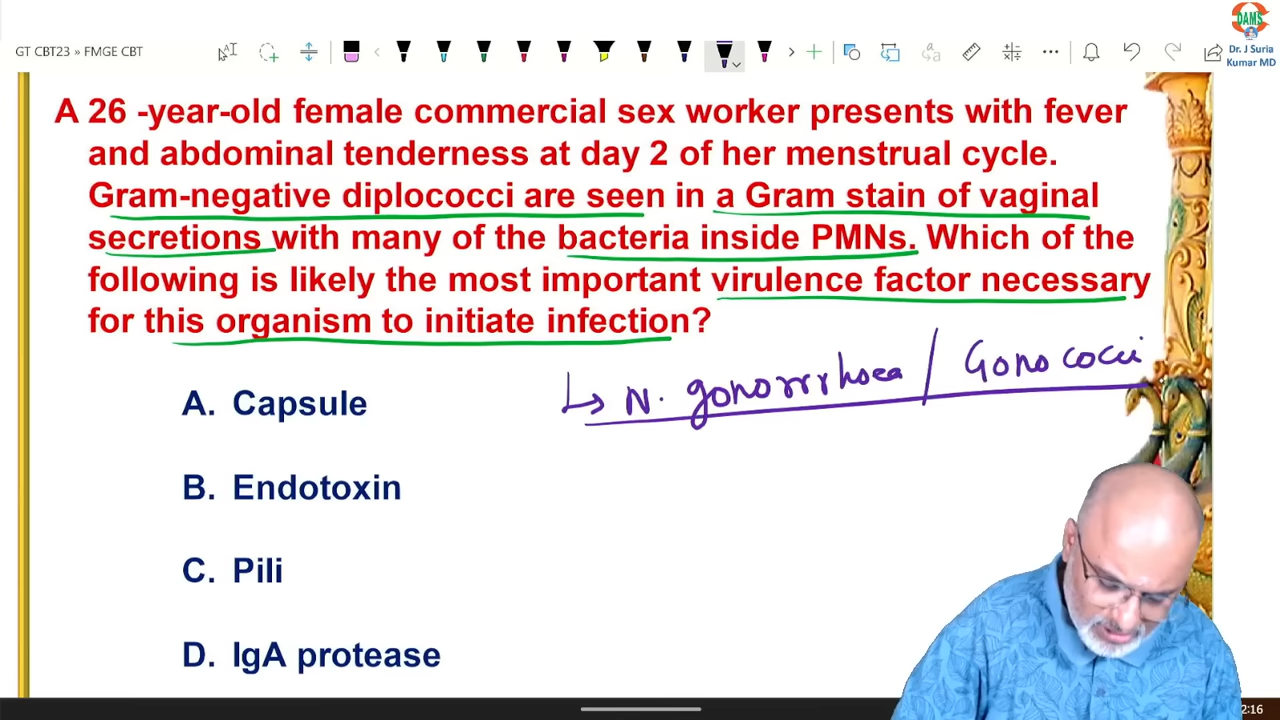 DAMS
GT CBT23 » FMGE CBT
Dr. J Suria
Kumar MD
A 26 -year-old female commercial sex worker presents with fever
and abdominal tenderness at day 2 of her menstrual cycle.
Gram-negative diplococci are seen in a Gram stain of vaginal
secretions with many of the bacteria inside PMNs. Which of the
following is likely the most important virulence factor necessary
for this organism to initiate infection?
↳ N. gonorrrhoea / Gonococci
A. Capsule
B. Endotoxin
C. Pili
D. IgA protease
2:16